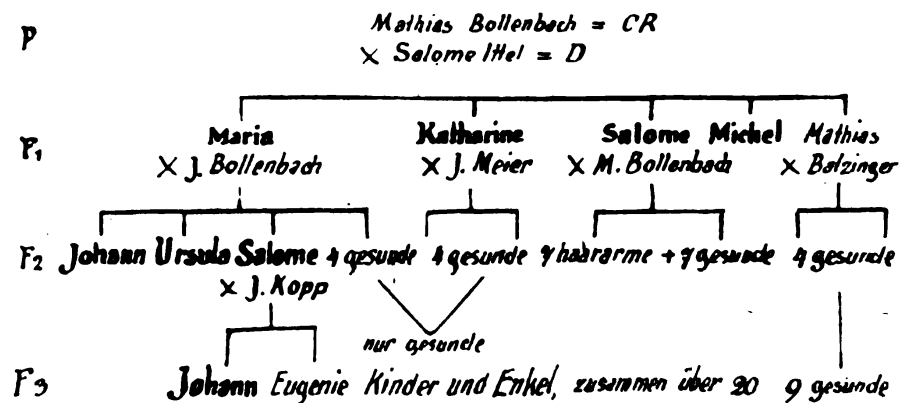 P Mathias Bollenbach = CR
× Salome Ittel = D
F1 Maria Katharine Salome Michel Mathias
× J. Bollenbach × J. Meier × M. Bollenbach × Batzinger
F2 Johann Ursula Salome 4 gesunde 4 gesunde 7 haararme + 7 gesunde 4 gesunde
× J. Kopp
nur gesunde
F3 Johann Eugenie Kinder und Enkel, zusammen über 20 9 gesunde